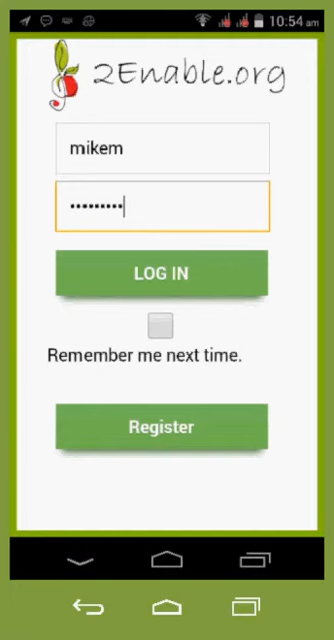 10:54 am
2Enable.org
mikem
•••••••••
LOG IN
Remember me next time.
Register